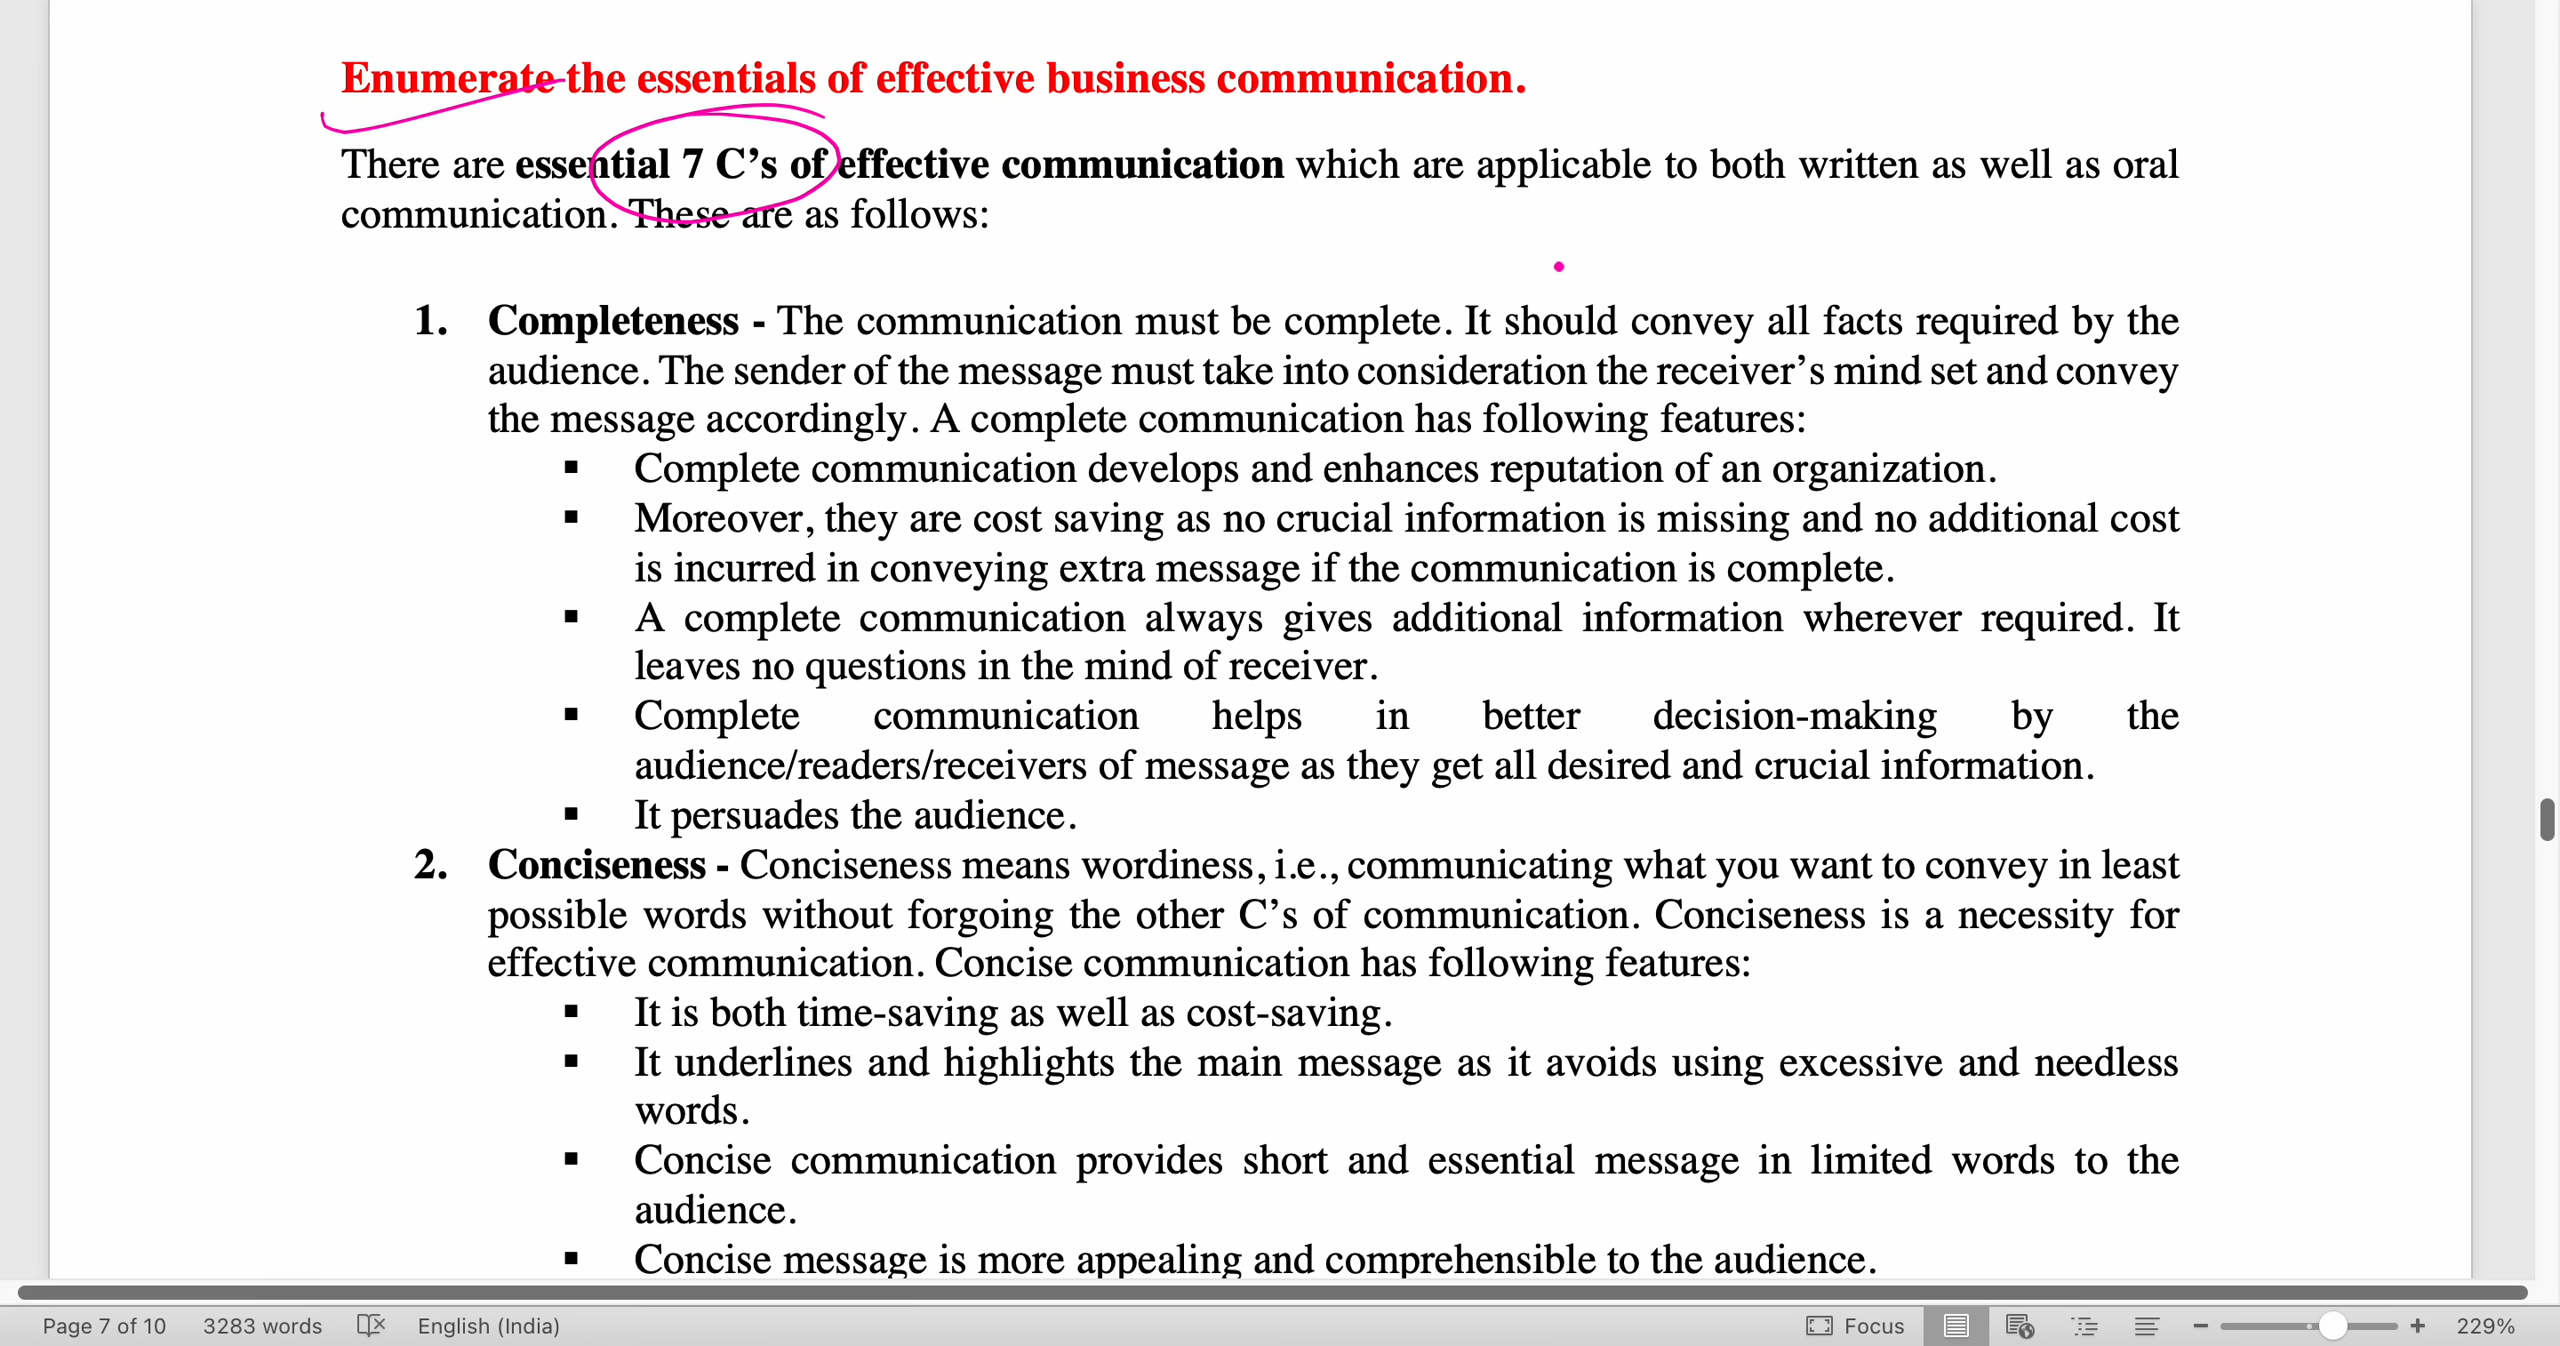 Enumerate the essentials of effective business communication.
There are essential 7 C’s of effective communication which are applicable to both written as well as oral
communication. These are as follows:
1. Completeness - The communication must be complete. It should convey all facts required by the
audience. The sender of the message must take into consideration the receiver’s mind set and convey
the message accordingly. A complete communication has following features:
▪ Complete communication develops and enhances reputation of an organization.
▪ Moreover, they are cost saving as no crucial information is missing and no additional cost
is incurred in conveying extra message if the communication is complete.
▪ A complete communication always gives additional information wherever required. It
leaves no questions in the mind of receiver.
▪ Complete communication helps in better decision-making by the
audience/readers/receivers of message as they get all desired and crucial information.
▪ It persuades the audience.
2. Conciseness - Conciseness means wordiness, i.e., communicating what you want to convey in least
possible words without forgoing the other C’s of communication. Conciseness is a necessity for
effective communication. Concise communication has following features:
▪ It is both time-saving as well as cost-saving.
▪ It underlines and highlights the main message as it avoids using excessive and needless
words.
▪ Concise communication provides short and essential message in limited words to the
audience.
▪ Concise message is more appealing and comprehensible to the audience.
Page 7 of 10 3283 words English (India) Focus 229%